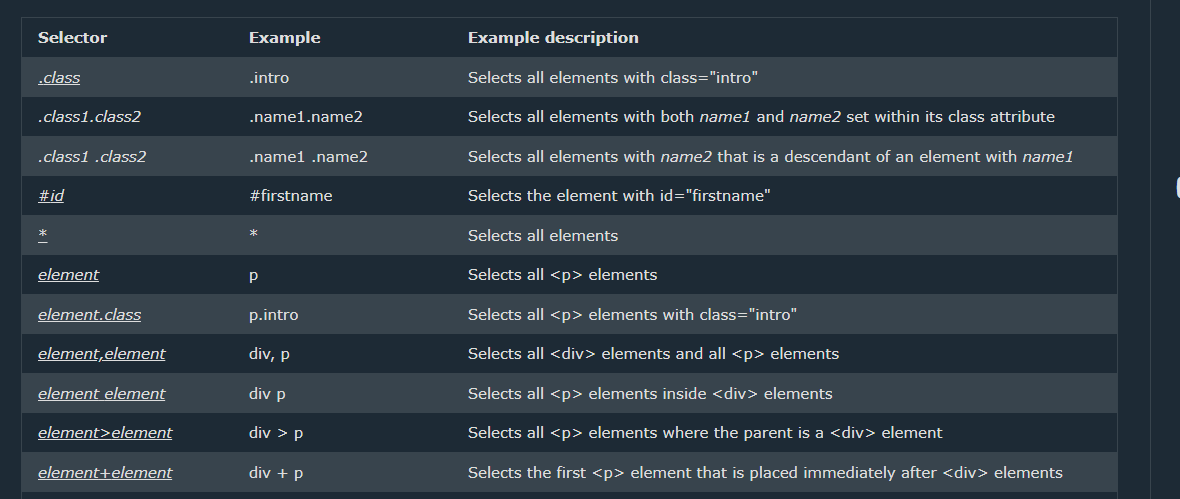 Selector Example Example description
.class .intro Selects all elements with class="intro"
.class1.class2 .name1.name2 Selects all elements with both name1 and name2 set within its class attribute
.class1 .class2 .name1 .name2 Selects all elements with name2 that is a descendant of an element with name1
#id #firstname Selects the element with id="firstname"
* * Selects all elements
element p Selects all <p> elements
element.class p.intro Selects all <p> elements with class="intro"
element,element div, p Selects all <div> elements and all <p> elements
element element div p Selects all <p> elements inside <div> elements
element>element div > p Selects all <p> elements where the parent is a <div> element
element+element div + p Selects the first <p> element that is placed immediately after <div> elements